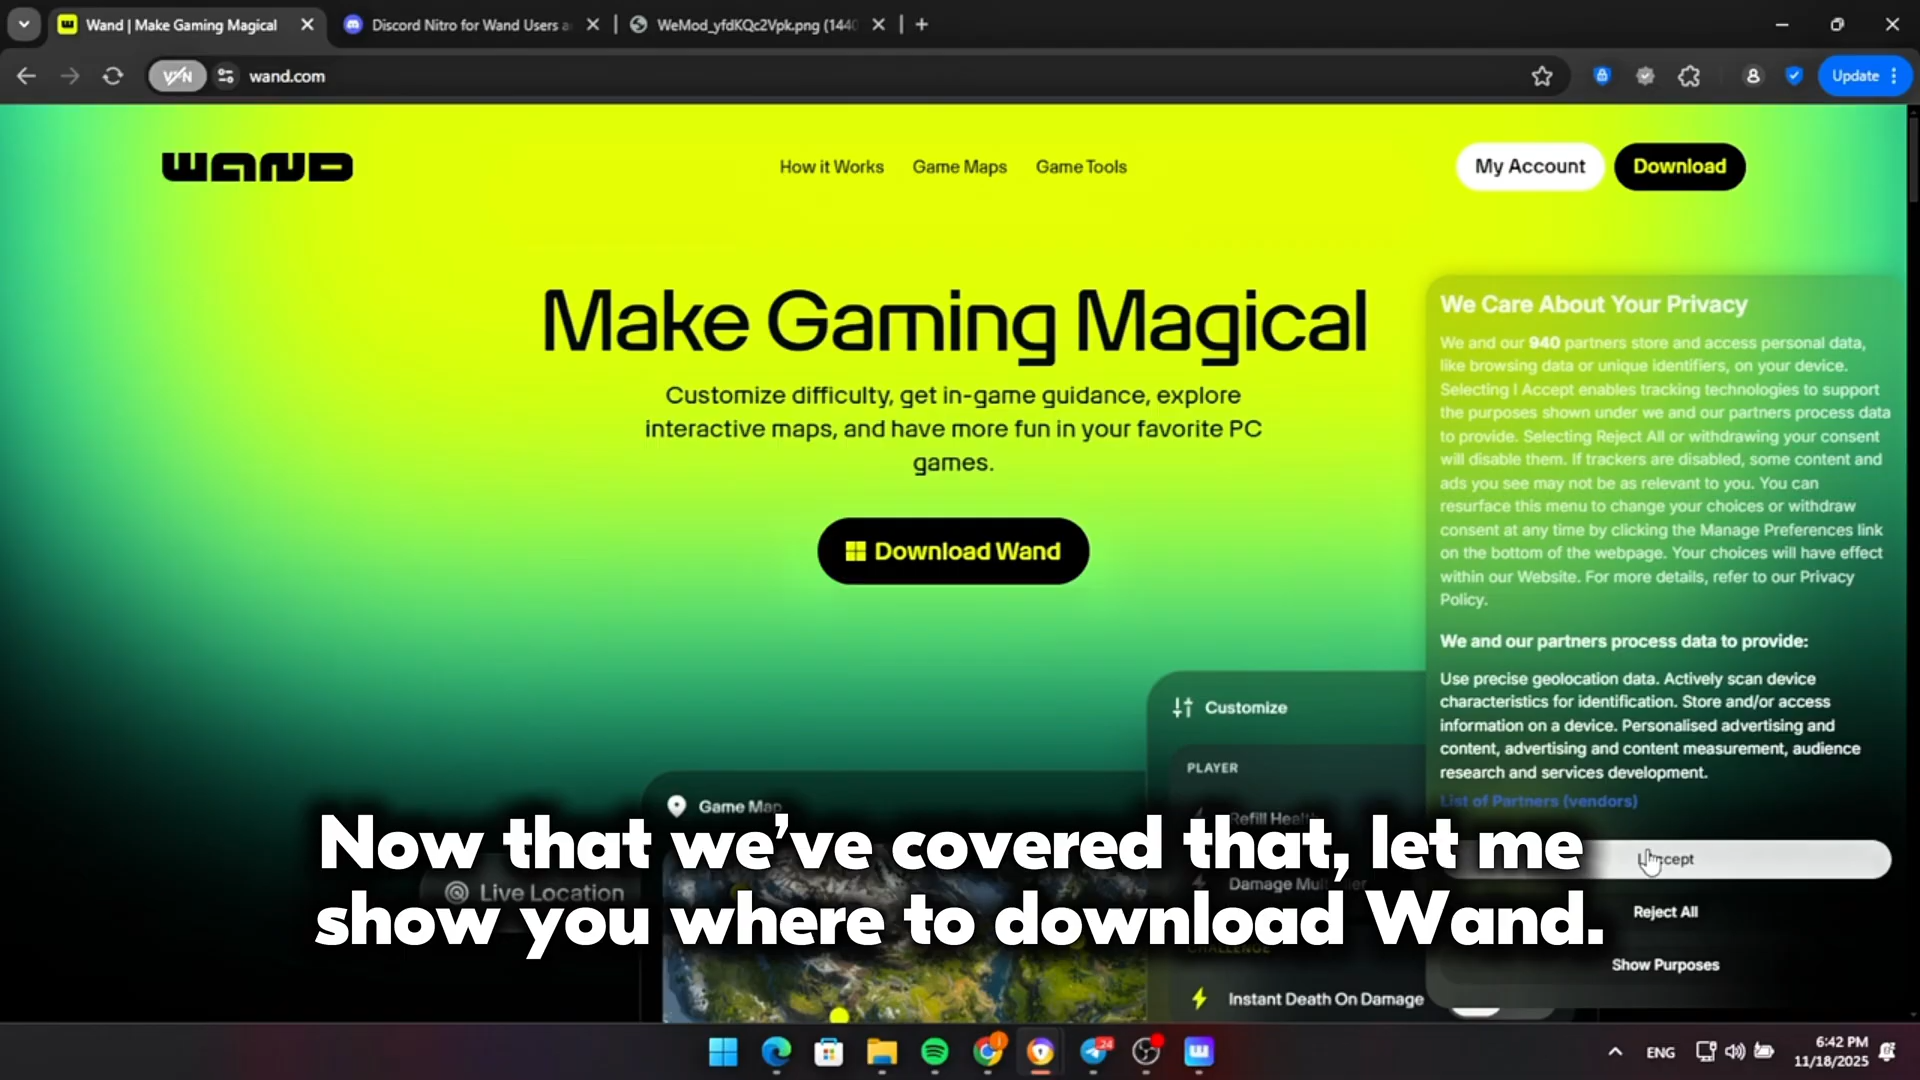 Wand | Make Gaming Magical
Discord Nitro for Wand Users a
WeMod_yfdKQc2Vpk.png (1440
VPN
wand.com
Update
WAND
How it Works
Game Maps
Game Tools
My Account
Download
Make Gaming Magical
Customize difficulty, get in-game guidance, explore
interactive maps, and have more fun in your favorite PC
games.
Download Wand
We Care About Your Privacy
We and our 940 partners store and access personal data,
like browsing data or unique identifiers, on your device.
Selecting I Accept enables tracking technologies to support
the purposes shown under we and our partners process data
to provide. Selecting Reject All or withdrawing your consent
will disable them. If trackers are disabled, some content and
ads you see may not be as relevant to you. You can
resurface this menu to change your choices or withdraw
consent at any time by clicking the Manage Preferences link
on the bottom of the webpage. Your choices will have effect
within our Website. For more details, refer to our Privacy
Policy.
We and our partners process data to provide:
Use precise geolocation data. Actively scan device
characteristics for identification. Store and/or access
information on a device. Personalised advertising and
content, advertising and content measurement, audience
research and services development.
List of Partners (vendors)
I Accept
Reject All
Show Purposes
Customize
PLAYER
Refill Health
Damage Multiplier
CHALLENGE
Instant Death On Damage
Game Map
Live Location
Now that we've covered that, let me
show you where to download Wand.
24
ENG
6:42 PM
11/18/2025